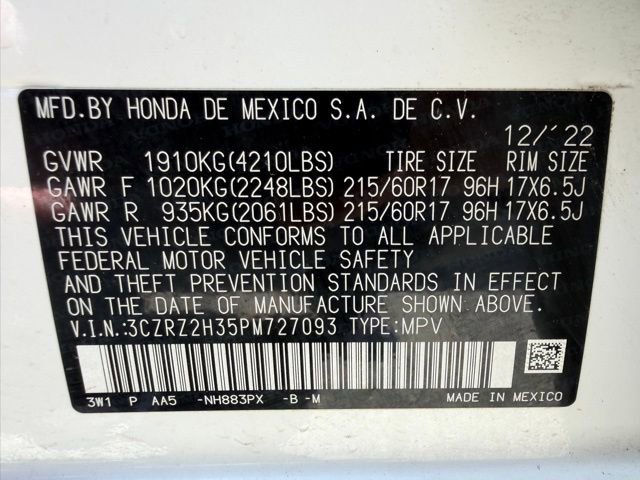 MFD.BY HONDA DE MEXICO S.A. DE C.V.
12/'22
GVWR 1910KG(4210LBS) TIRE SIZE RIM SIZE
GAWR F 1020KG(2248LBS) 215/60R17 96H 17X6.5J
GAWR R 935KG(2061LBS) 215/60R17 96H 17X6.5J
THIS VEHICLE CONFORMS TO ALL APPLICABLE
FEDERAL MOTOR VEHICLE SAFETY
AND THEFT PREVENTION STANDARDS IN EFFECT
ON THE DATE OF MANUFACTURE SHOWN ABOVE.
V.I.N.:3CZRZ2H35PM727093 TYPE:MPV
3W1 P AA5 -NH883PX -B -M MADE IN MEXICO